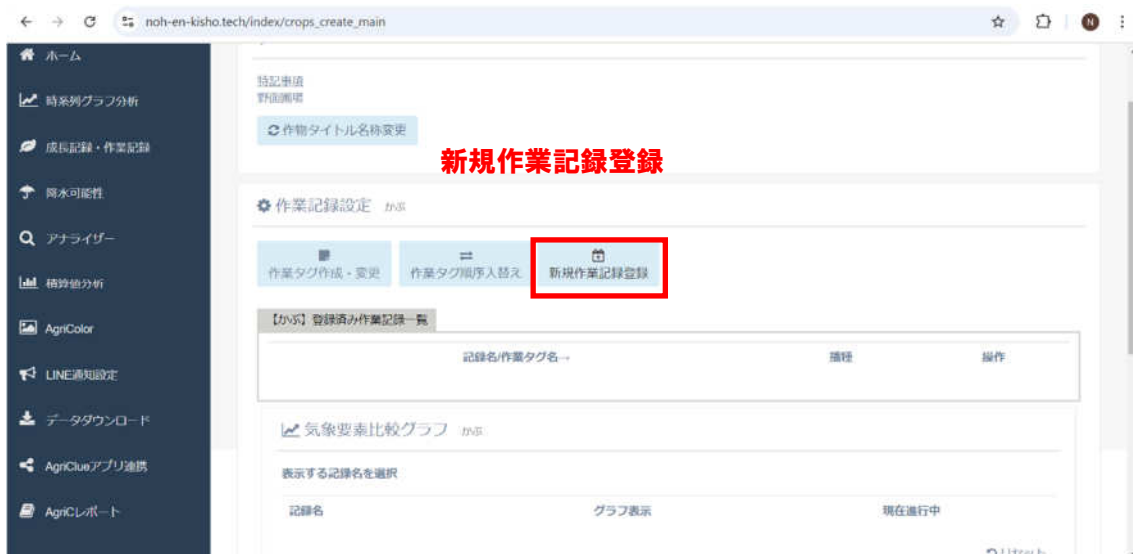 noh-en-kisho.tech/index/crops_create_main
N
ホーム
時系列グラフ分析
成長記録・作業記録
降水可能性
アナライザー
積算値分析
AgriColor
LINE通知設定
データダウンロード
AgriClueアプリ連携
AgriCレポート
特記事項
野面圃場
作物タイトル名称変更
新規作業記録登録
作業記録設定 かぶ
作業タグ作成・変更
作業タグ順序入替え
新規作業記録登録
【かぶ】登録済み作業記録一覧
記録名/作業タグ名→ 播種 操作
気象要素比較グラフ かぶ
表示する記録名を選択
記録名 グラフ表示 現在進行中
リセット